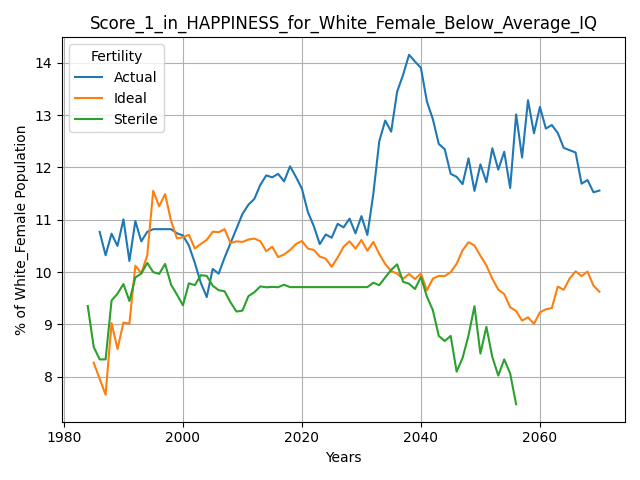 Score_1_in_HAPPINESS_for_White_Female_Below_Average_IQ
Fertility
Actual
Ideal
Sterile
% of White_Female Population
14
13
12
11
10
9
8
1980
2000
2020
2040
2060
Years